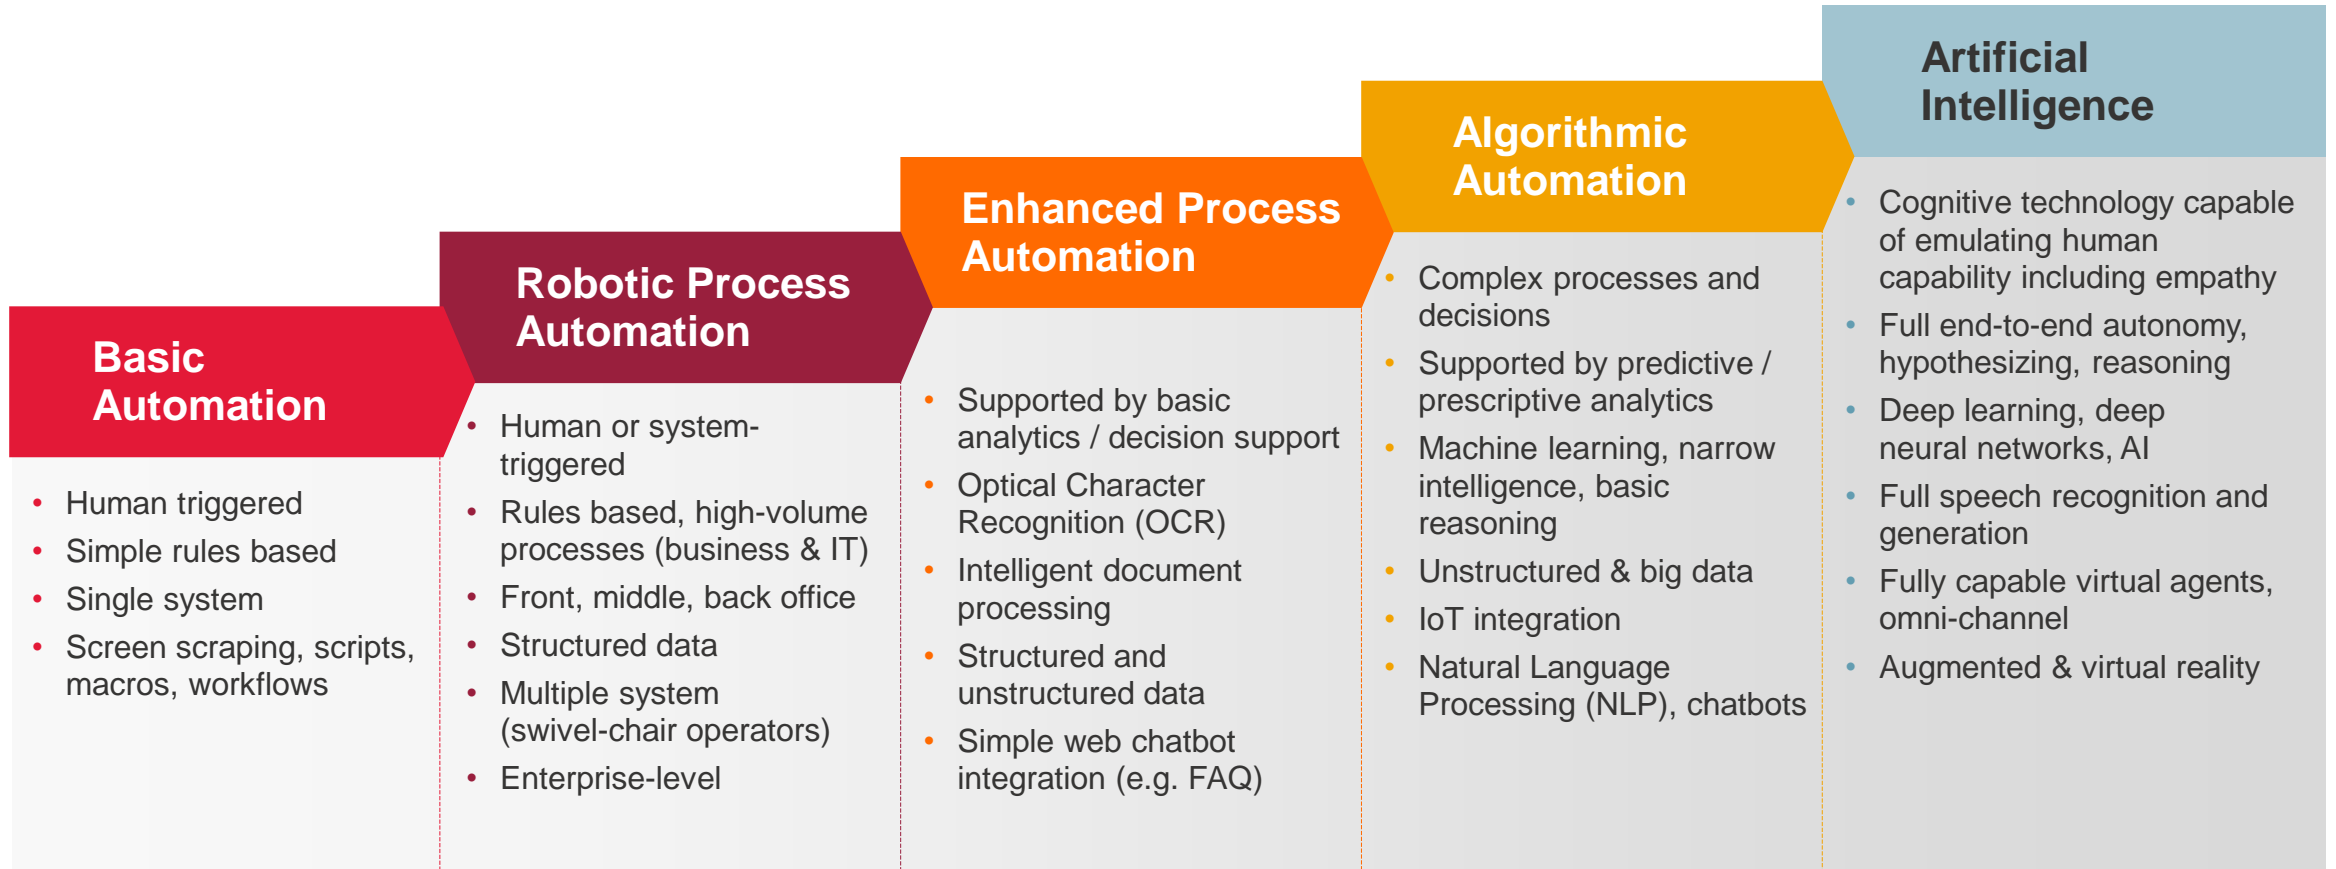 Basic
Automation
• Human triggered
• Simple rules based
• Single system
• Screen scraping, scripts,
macros, workflows
Robotic Process
Automation
• Human or system-
triggered
• Rules based, high-volume
processes (business & IT)
• Front, middle, back office
• Structured data
• Multiple system
(swivel-chair operators)
• Enterprise-level
Enhanced Process
Automation
• Supported by basic
analytics / decision support
• Optical Character
Recognition (OCR)
• Intelligent document
processing
• Structured and
unstructured data
• Simple web chatbot
integration (e.g. FAQ)
Algorithmic
Automation
• Complex processes and
decisions
• Supported by predictive /
prescriptive analytics
• Machine learning, narrow
intelligence, basic
reasoning
• Unstructured & big data
• IoT integration
• Natural Language
Processing (NLP), chatbots
Artificial
Intelligence
• Cognitive technology capable
of emulating human
capability including empathy
• Full end-to-end autonomy,
hypothesizing, reasoning
• Deep learning, deep
neural networks, AI
• Full speech recognition and
generation
• Fully capable virtual agents,
omni-channel
• Augmented & virtual reality